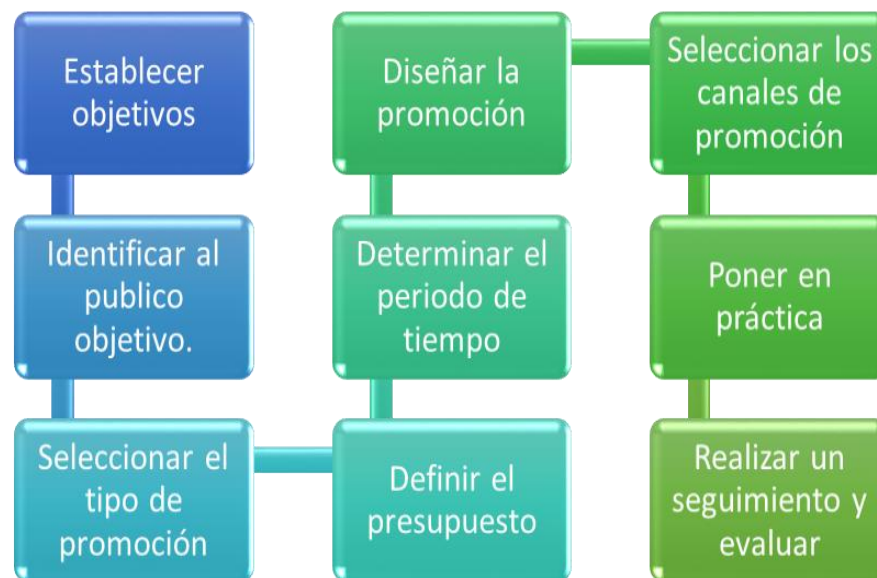 Establecer
objetivos
Identificar al
publico
objetivo.
Seleccionar el
tipo de
promoción
Definir el
presupuesto
Determinar el
periodo de
tiempo
Diseñar la
promoción
Seleccionar los
canales de
promoción
Poner en
práctica
Realizar un
seguimiento y
evaluar